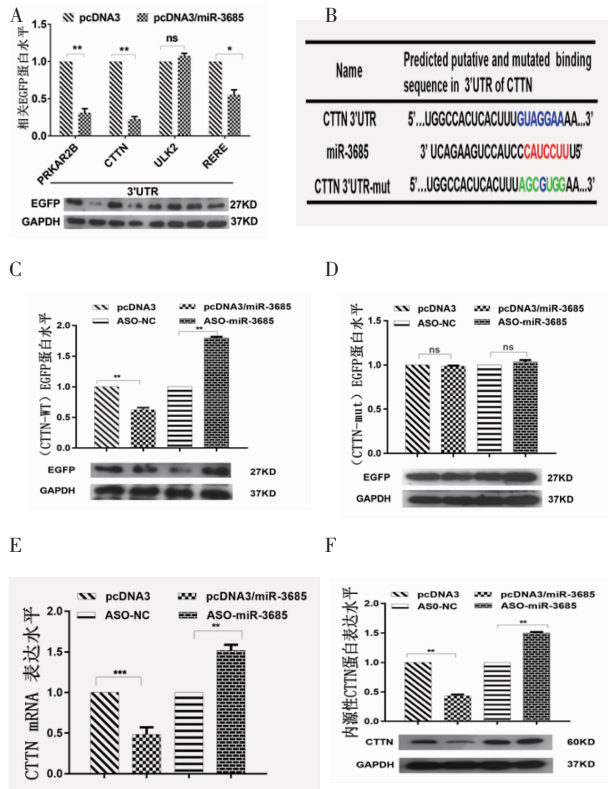 A
pcDNA3 pcDNA3/miR-3685
相关EGFP蛋白水平
1.5
1.0
0.5
0.0
** ** ns *
PRKAR2B CTTN ULK2 RERE
3'UTR
EGFP 27KD
GAPDH 37KD
B
Name Predicted putative and mutated binding
sequence in 3'UTR of CTTN
CTTN 3'UTR 5'...UGGCCACUCACUUUGUAGGAAAA...3'
miR-3685 3' UCAGAAGUCCAUCCCAUCCUUU5'
CTTN 3'UTR-mut 5'...UGGCCACUCACUUUAGCGUGGAA...3'
C
pcDNA3 pcDNA3/miR-3685
ASO-NC ASO-miR-3685
(CTTN-WT) EGFP蛋白水平
2.0
1.5
1.0
0.5
0.0
** **
EGFP 27KD
GAPDH 37KD
D
pcDNA3 pcDNA3/miR-3685
ASO-NC ASO-miR-3685
(CTTN-mut) EGFP蛋白水平
1.5
1.0
0.5
0.0
ns ns
EGFP 27KD
GAPDH 37KD
E
pcDNA3 pcDNA3/miR-3685
ASO-NC ASO-miR-3685
CTTN mRNA 表达水平
2.0
1.5
1.0
0.5
0.0
*** **
F
pcDNA3 pcDNA3/miR-3685
AS0-NC ASO-miR-3685
内源性CTTN蛋白表达水平
2.0
1.5
1.0
0.5
0.0
** **
CTTN 60KD
GAPDH 37KD